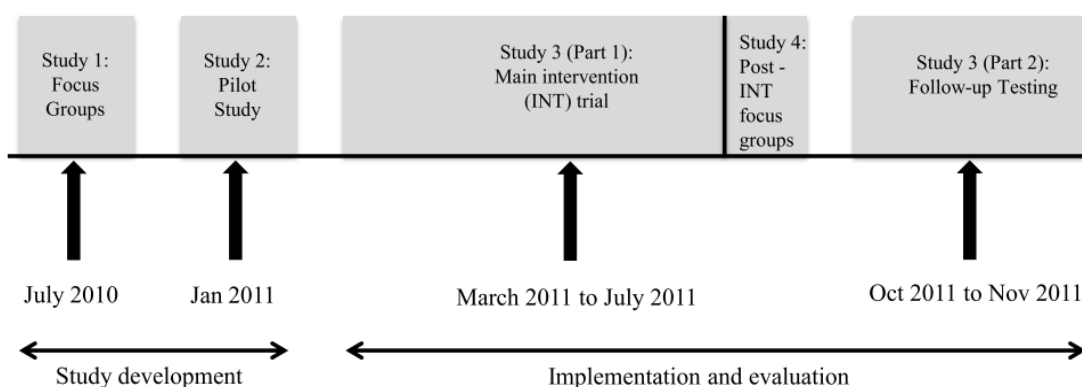 Study 1:
Focus
Groups
Study 2:
Pilot
Study
Study 3 (Part 1):
Main intervention
(INT) trial
Study 4:
Post -
INT
focus
groups
Study 3 (Part 2):
Follow-up Testing
July 2010
Jan 2011
March 2011 to July 2011
Oct 2011 to Nov 2011
Study development
Implementation and evaluation